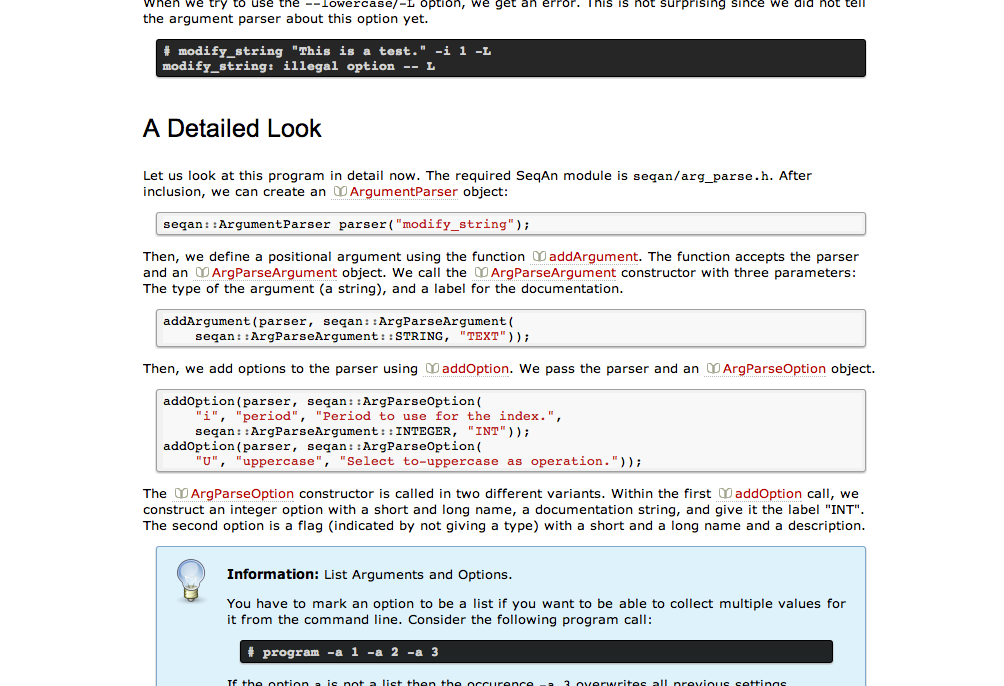 When we try to use the --lowercase/-L option, we get an error. This is not surprising since we did not tell
the argument parser about this option yet.
# modify_string "This is a test." -i 1 -L
modify_string: illegal option -- L
A Detailed Look
Let us look at this program in detail now. The required SeqAn module is seqan/arg_parse.h. After
inclusion, we can create an ArgumentParser object:
seqan::ArgumentParser parser("modify_string");
Then, we define a positional argument using the function addArgument. The function accepts the parser
and an ArgParseArgument object. We call the ArgParseArgument constructor with three parameters:
The type of the argument (a string), and a label for the documentation.
addArgument(parser, seqan::ArgParseArgument(
    seqan::ArgParseArgument::STRING, "TEXT"));
Then, we add options to the parser using addOption. We pass the parser and an ArgParseOption object.
addOption(parser, seqan::ArgParseOption(
    "i", "period", "Period to use for the index.",
    seqan::ArgParseArgument::INTEGER, "INT"));
addOption(parser, seqan::ArgParseOption(
    "U", "uppercase", "Select to-uppercase as operation."));
The ArgParseOption constructor is called in two different variants. Within the first addOption call, we
construct an integer option with a short and long name, a documentation string, and give it the label "INT".
The second option is a flag (indicated by not giving a type) with a short and a long name and a description.
Information: List Arguments and Options.
You have to mark an option to be a list if you want to be able to collect multiple values for
it from the command line. Consider the following program call:
# program -a 1 -a 2 -a 3
If the option a is not a list then the occurence -a 3 overwrites all previous settings.